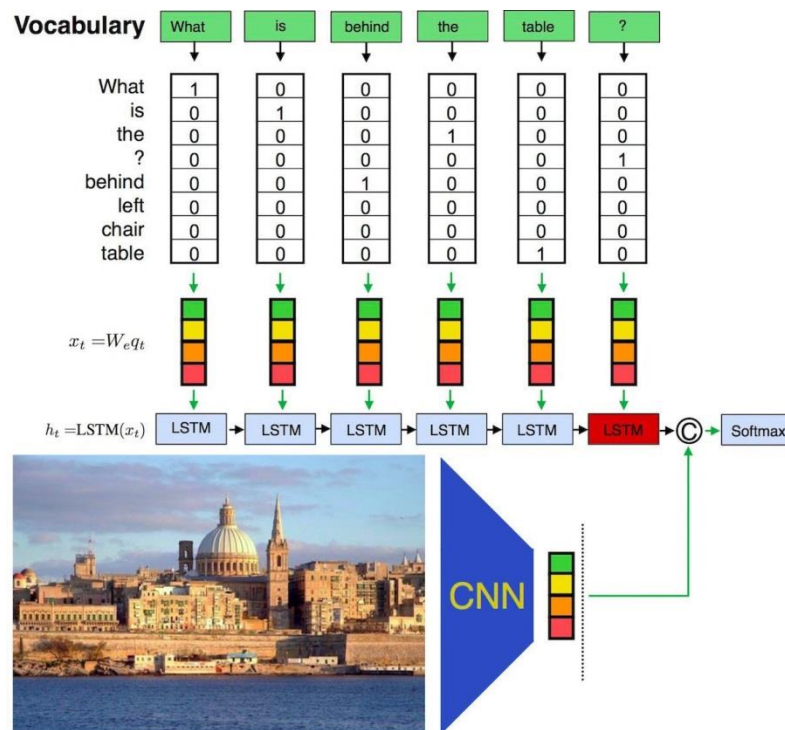 Vocabulary What is behind the table ?
What 1 0 0 0 0 0
is 0 1 0 0 0 0
the 0 0 0 1 0 0
? 0 0 0 0 0 1
behind 0 0 1 0 0 0
left 0 0 0 0 0 0
chair 0 0 0 0 0 0
table 0 0 0 0 1 0
x_t = W_e q_t
h_t = LSTM(x_t) LSTM LSTM LSTM LSTM LSTM LSTM C Softmax
CNN